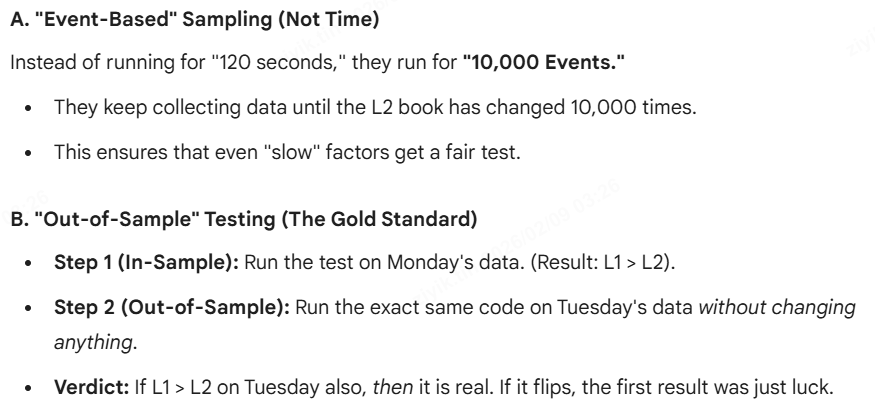 A. "Event-Based" Sampling (Not Time)
Instead of running for "120 seconds," they run for "10,000 Events."
• They keep collecting data until the L2 book has changed 10,000 times.
• This ensures that even "slow" factors get a fair test.
B. "Out-of-Sample" Testing (The Gold Standard)
• Step 1 (In-Sample): Run the test on Monday's data. (Result: L1 > L2).
• Step 2 (Out-of-Sample): Run the exact same code on Tuesday's data without changing
anything.
• Verdict: If L1 > L2 on Tuesday also, then it is real. If it flips, the first result was just luck.